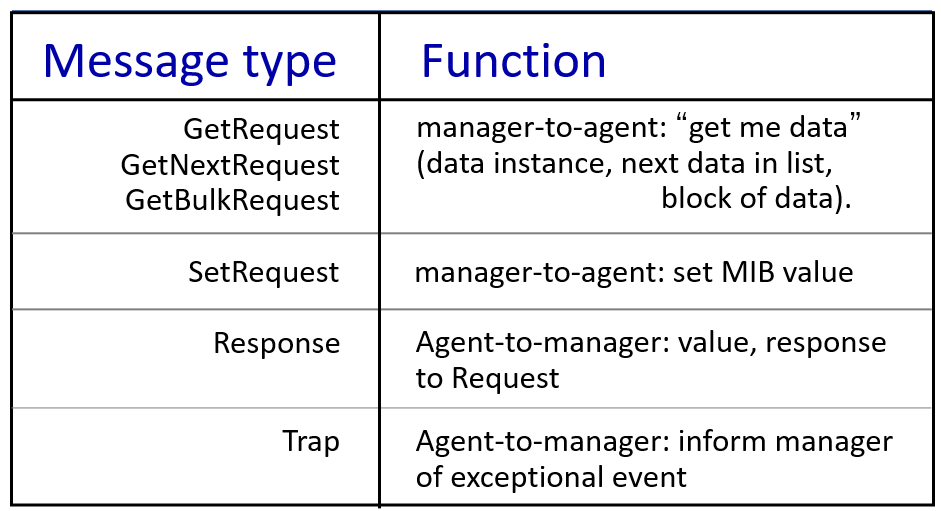 Message type Function
GetRequest manager-to-agent: “get me data”
GetNextRequest (data instance, next data in list,
GetBulkRequest block of data).
SetRequest manager-to-agent: set MIB value
Response Agent-to-manager: value, response
to Request
Trap Agent-to-manager: inform manager
of exceptional event